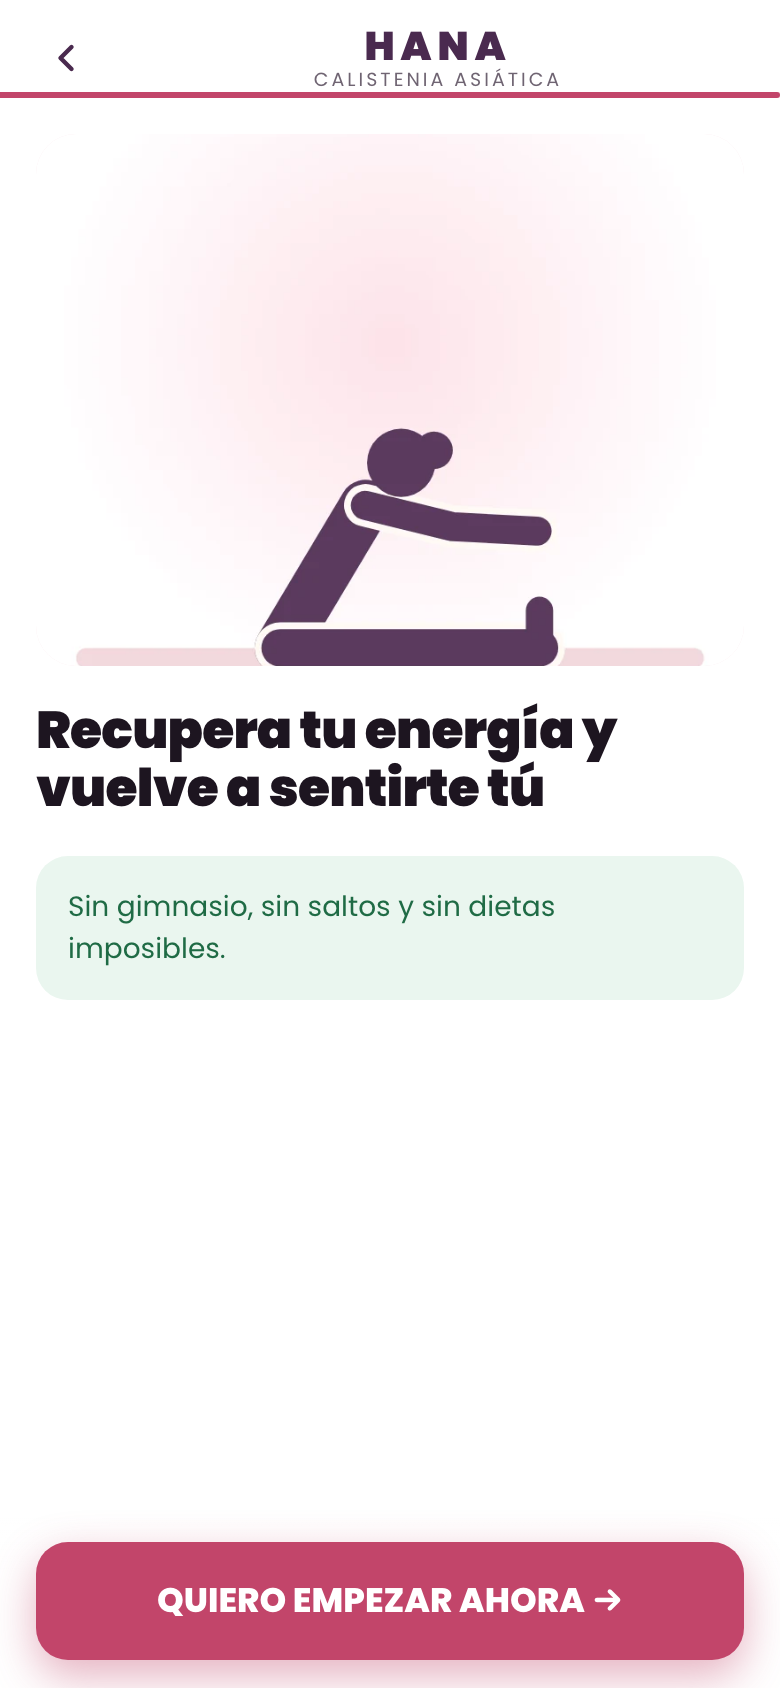 HANA
CALISTENIA ASIÁTICA
Recupera tu energía y
vuelve a sentirte tú
Sin gimnasio, sin saltos y sin dietas
imposibles.
QUIERO EMPEZAR AHORA →